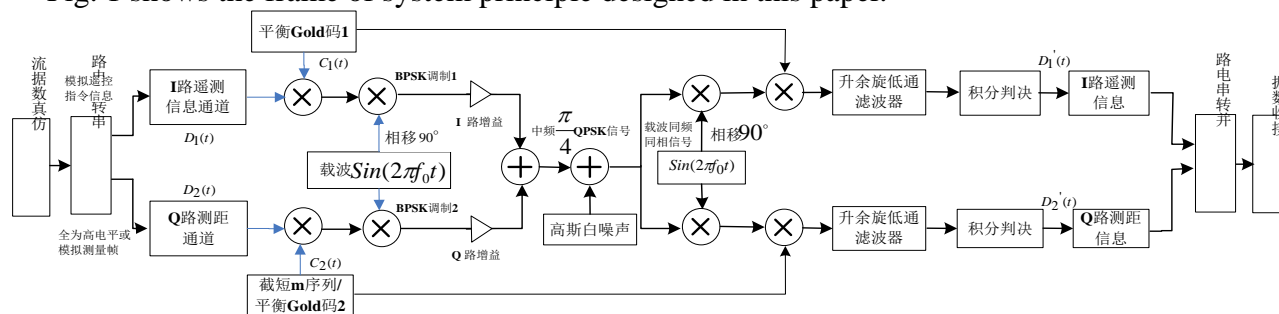 Fig. 1 shows the frame of system principle designed in this paper.
平衡Gold码1
C₁(t)
BPSK调制1
模拟遥控
指令信息
I路遥测
信息通道
D₁(t)
I 路增益
相移90°
载波Sin(2πf₀t)
中频π/4QPSK信号
载波同频
同相信号
相移90°
Sin(2πf₀t)
升余旋低通
滤波器
积分判决
D₁'(t)
I路遥测
信息
D₂(t)
Q路测距
通道
全为高电平或
模拟测量帧
BPSK调制2
Q 路增益
C₂(t)
截短m序列/
平衡Gold码2
高斯白噪声
升余旋低通
滤波器
积分判决
D₂'(t)
Q路测距
信息
流
据数
真
仿
转
串
路
电串
转
并
据
数